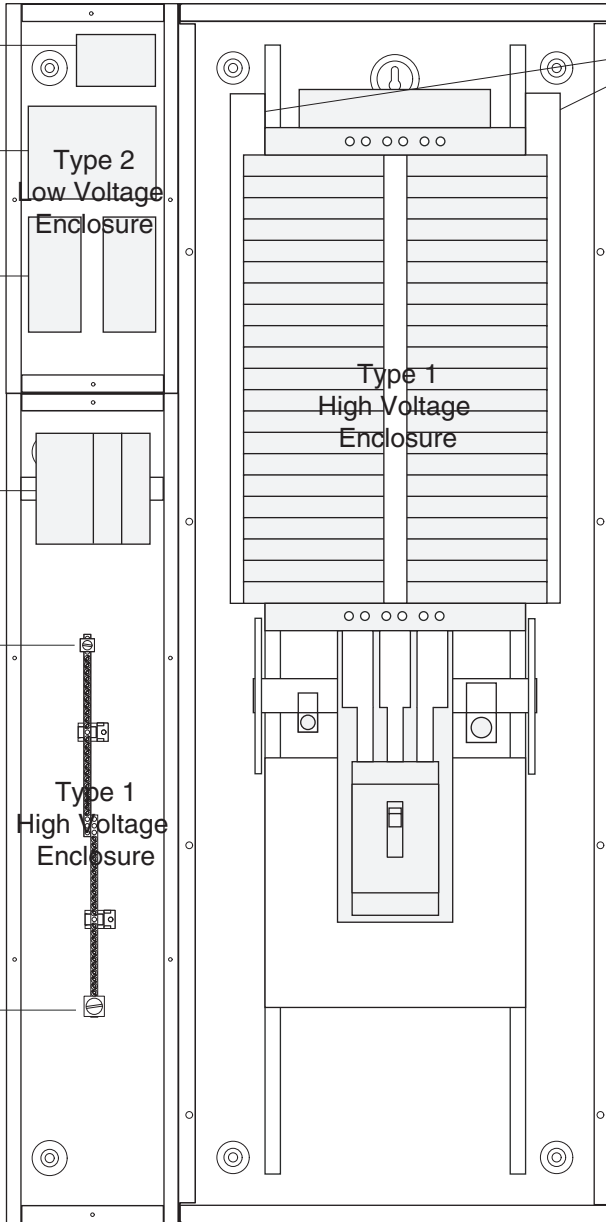 Type 2
Low Voltage
Enclosure
Type 1
High Voltage
Enclosure
Type 1
High Voltage
Enclosure